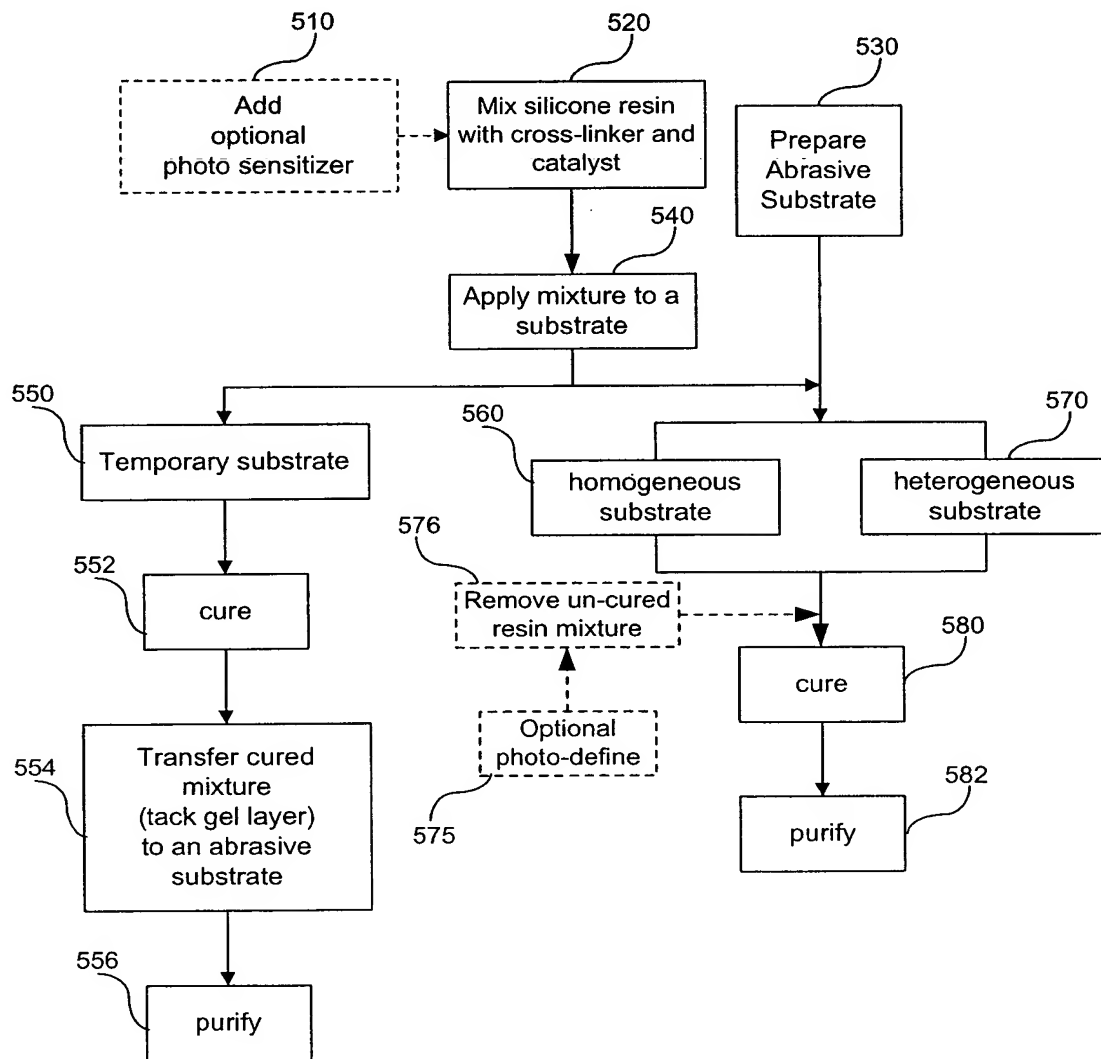 510
520
530
Add
optional
photo sensitizer
Mix silicone resin
with cross-linker and
catalyst
Prepare
Abrasive
Substrate
540
Apply mixture to a
substrate
550
560
570
Temporary substrate
homogeneous
substrate
heterogeneous
substrate
576
552
Remove un-cured
resin mixture
580
cure
cure
Optional
photo-define
554
Transfer cured
mixture
(tack gel layer)
to an abrasive
substrate
575
582
purify
556
purify